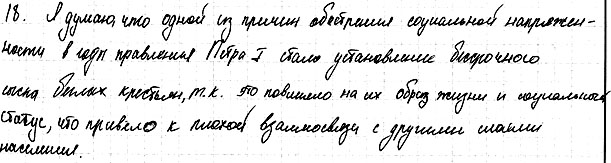 18. Я думаю, что одной из причин обострения социальной напряжен-
ности в годы правления Петра I стало установление бессрочного
сыска беглых крестьян, т.к. это повлияло на их образ жизни и социальный
статус, что привело к плохой взаимосвязи с другими слоями
населения.